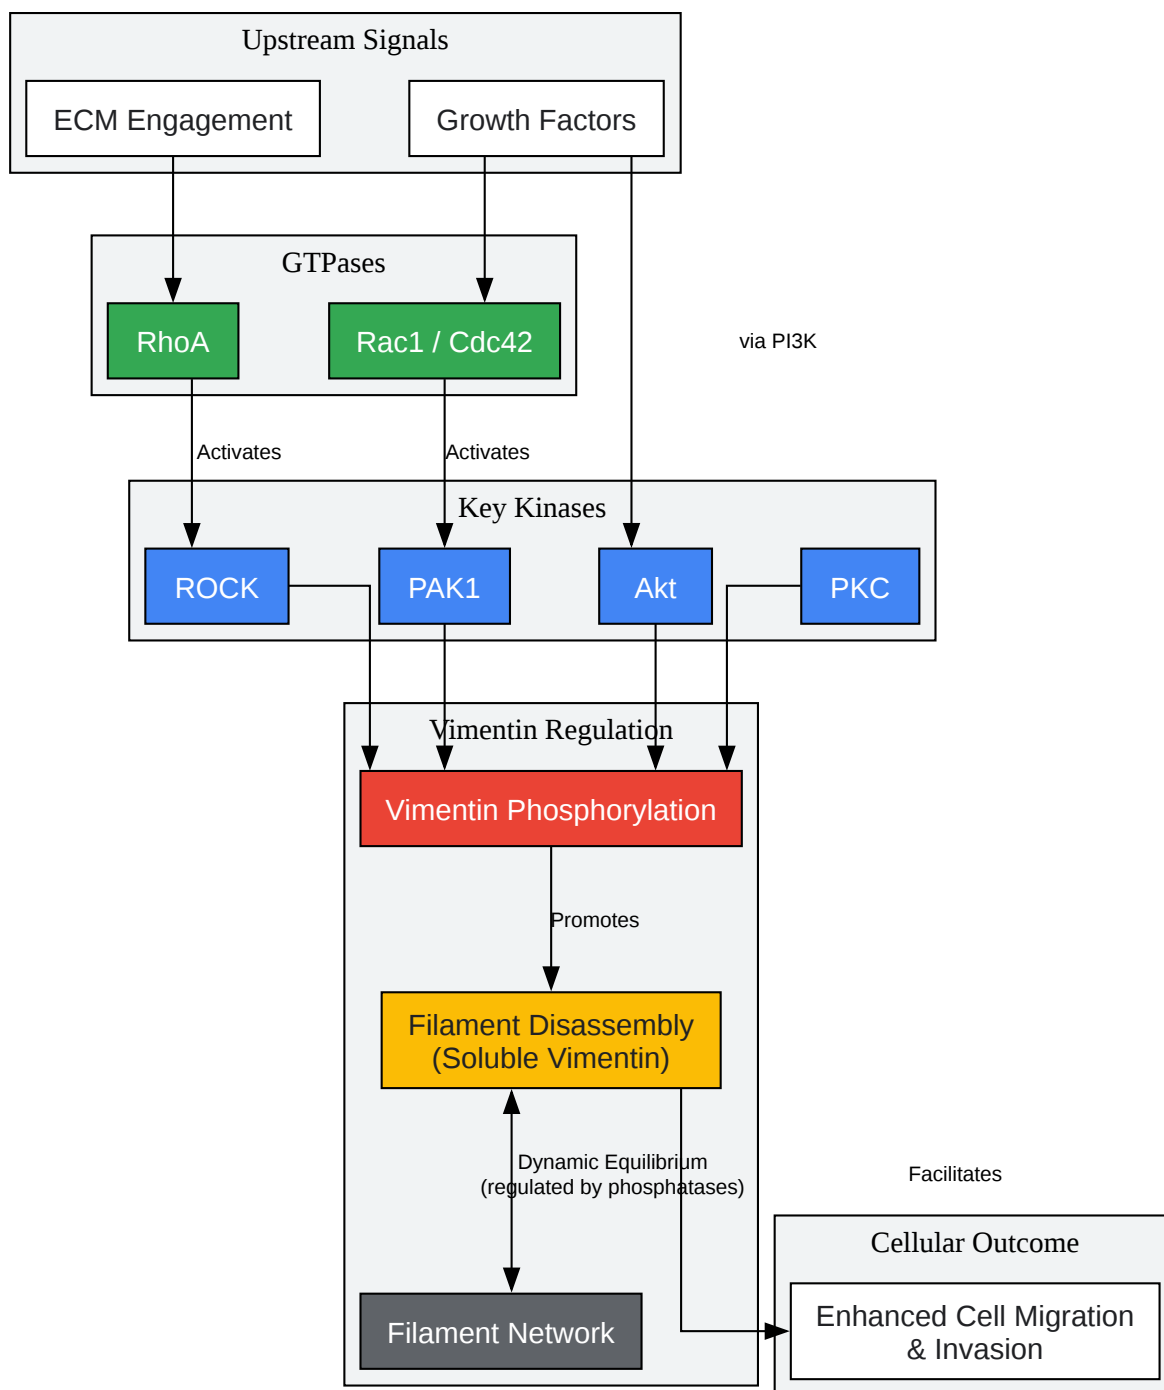 Upstream Signals
ECM Engagement
Growth Factors
GTPases
RhoA
Rac1 / Cdc42
via PI3K
Activates
Activates
Key Kinases
ROCK
PAK1
Akt
PKC
Vimentin Regulation
Vimentin Phosphorylation
Promotes
Filament Disassembly
(Soluble Vimentin)
Dynamic Equilibrium
(regulated by phosphatases)
Facilitates
Cellular Outcome
Enhanced Cell Migration
& Invasion
Filament Network